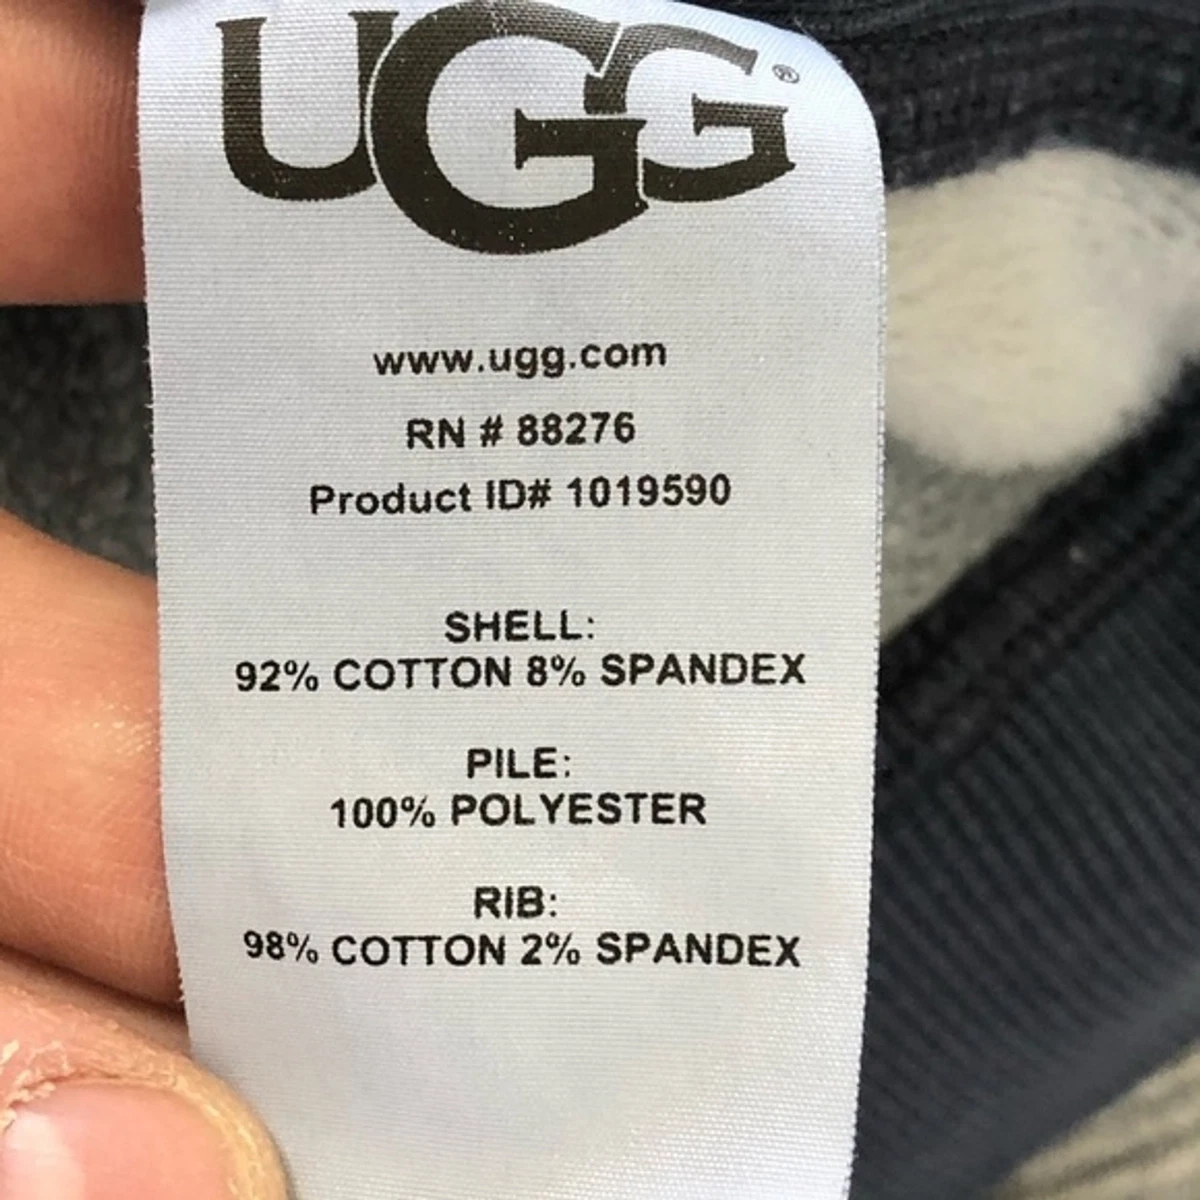 UGG®
www.ugg.com
RN # 88276
Product ID# 1019590
SHELL:
92% COTTON 8% SPANDEX
PILE:
100% POLYESTER
RIB:
98% COTTON 2% SPANDEX